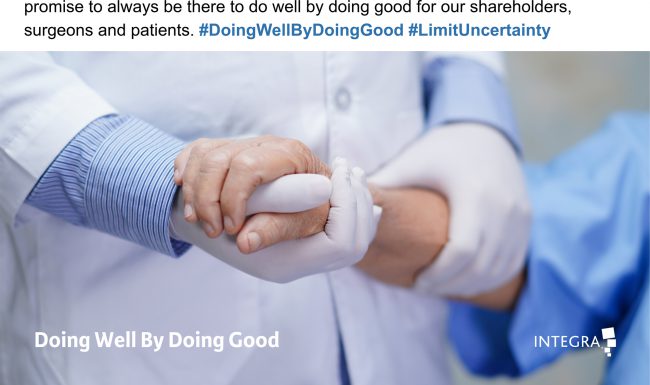 promise to always be there to do well by doing good for our shareholders,
surgeons and patients. #DoingWellByDoingGood #LimitUncertainty
Doing Well By Doing Good
INTEGRA